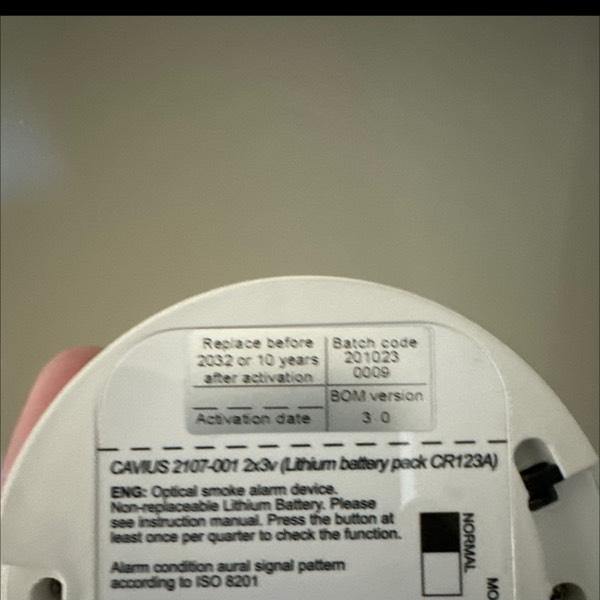 Replace before
2032 or 10 years
after activation
Batch code
201023
0009
Activation date
BOM version
3.0
CAVIUS 2107-001 2x3v (Lithium battery pack CR123A)
ENG: Optical smoke alarm device.
Non-replaceable Lithium Battery. Please
see instruction manual. Press the button at
least once per quarter to check the function.
Alarm condition aural signal pattern
according to ISO 8201
NORMAL
MO